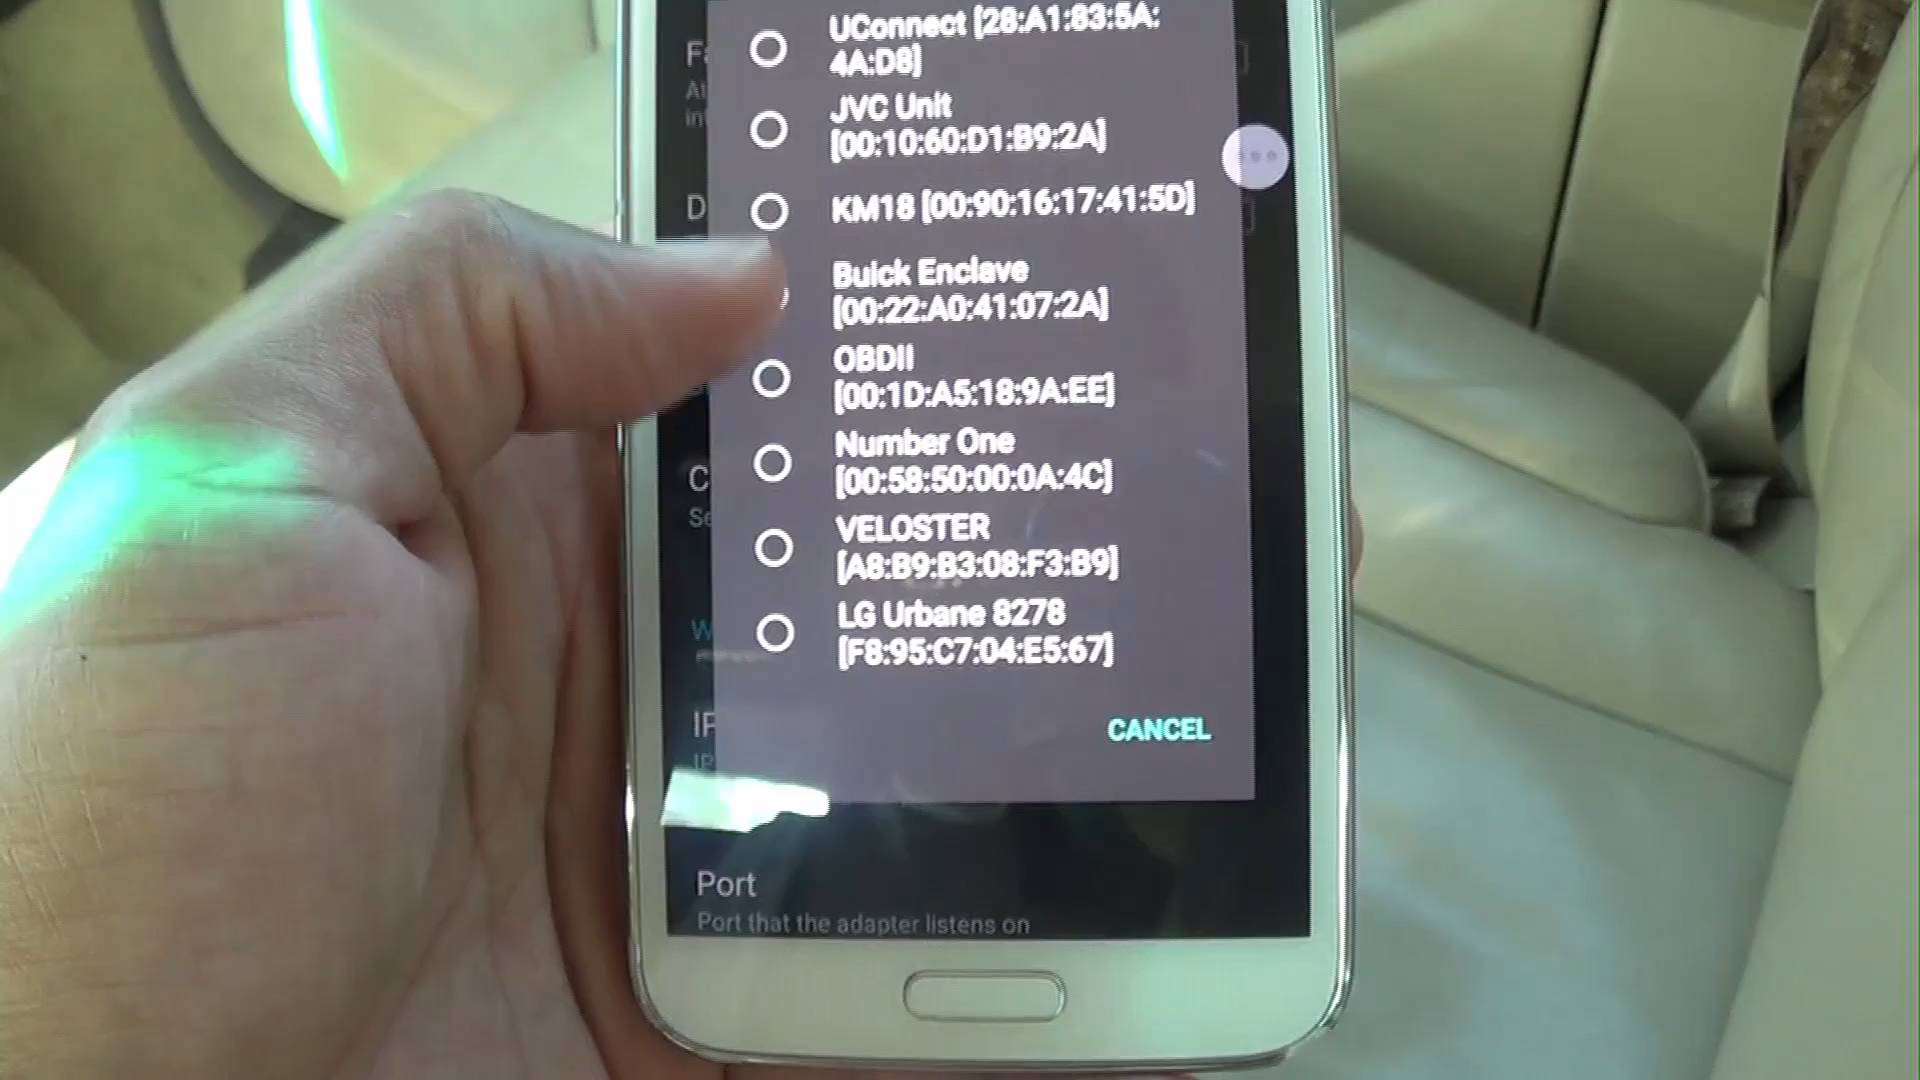 UConnect [28:A1:83:5A:
4A:D8]
JVC Unit
[00:10:60:D1:B9:2A]
KM18 [00:90:16:17:41:5D]
Buick Enclave
[00:22:A0:41:07:2A]
OBDII
[00:1D:A5:18:9A:EE]
Number One
[00:58:50:00:0A:4C]
VELOSTER
[A8:B9:B3:08:F3:B9]
LG Urbane 8278
[F8:95:C7:04:E5:67]
CANCEL
Port
Port that the adapter listens on